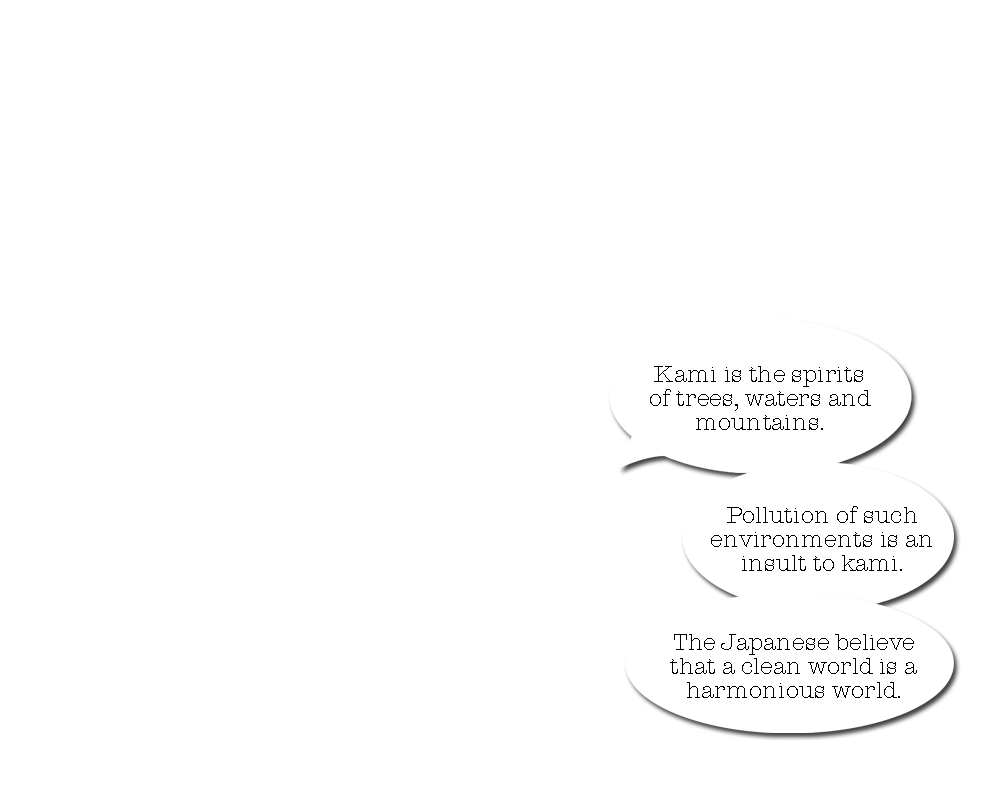 Kami is the spirits
of trees, waters and
mountains.
Pollution of such
environments is an
insult to kami.
The Japanese believe
that a clean world is a
harmonious world.